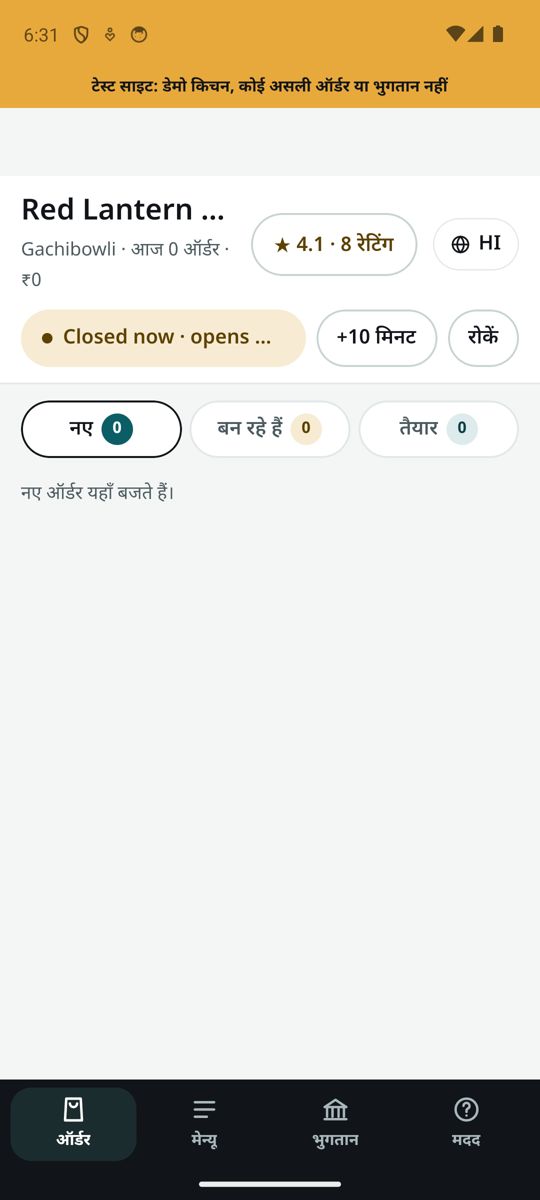 6:31
टेस्ट साइट: डेमो किचन, कोई असली ऑर्डर या भुगतान नहीं
Red Lantern ...
Gachibowli · आज 0 ऑर्डर ·
₹0
★ 4.1 · 8 रेटिंग
HI
Closed now · opens ...
+10 मिनट
रोकें
नए 0
बन रहे हैं 0
तैयार 0
नए ऑर्डर यहाँ बजते हैं।
ऑर्डर
मेन्यू
भुगतान
मदद